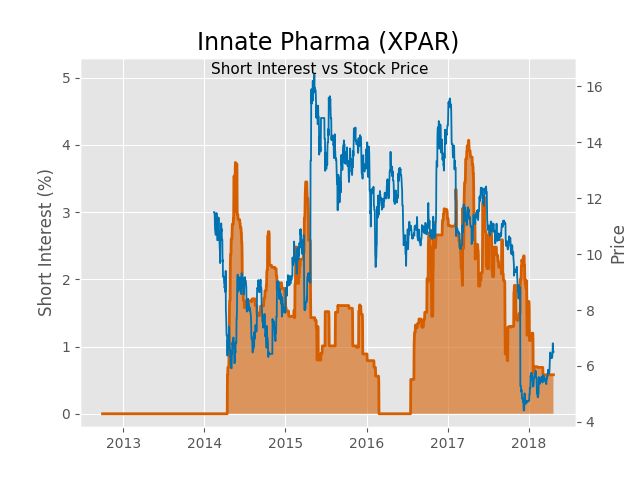 Innate Pharma (XPAR)
Short Interest vs Stock Price
Short Interest (%)
5
4
3
2
1
0
16
14
12
10
8
6
4
Price
2013 2014 2015 2016 2017 2018